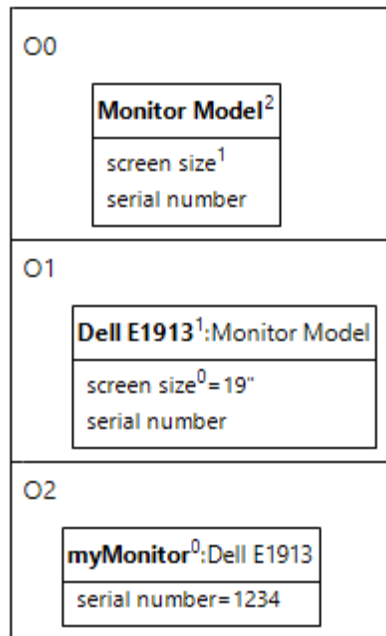 O0
Monitor Model²
screen size¹
serial number
O1
Dell E1913¹:Monitor Model
screen size⁰=19"
serial number
O2
myMonitor⁰:Dell E1913
serial number=1234